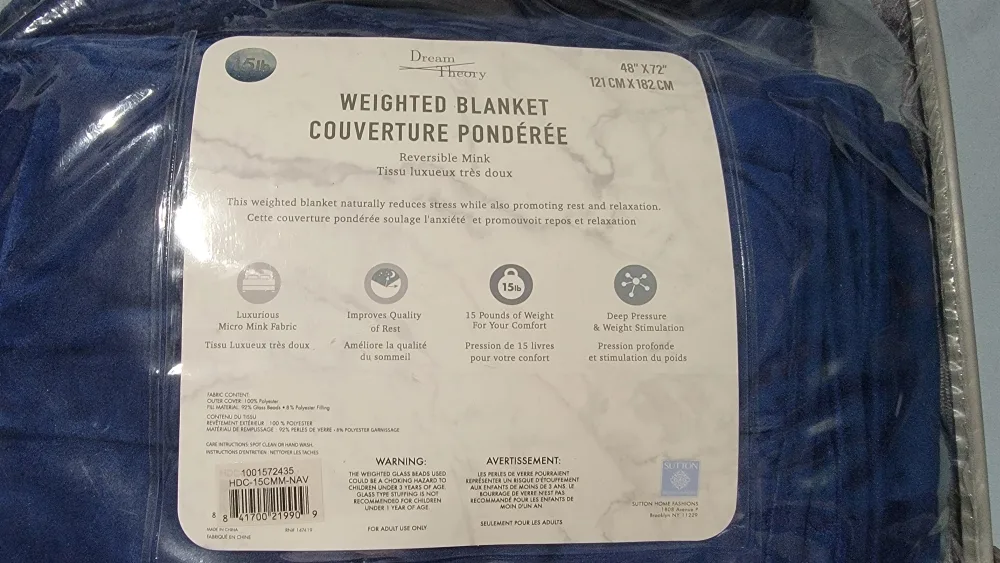 15lb
Dream
Theory
48" X 72"
121 CM X 182 CM
WEIGHTED BLANKET
COUVERTURE PONDÉRÉE
Reversible Mink
Tissu luxueux très doux
This weighted blanket naturally reduces stress while also promoting rest and relaxation.
Cette couverture pondérée soulage l'anxiété et promouvoit repos et relaxation
Luxurious
Micro Mink Fabric
Tissu Luxueux très doux
Improves Quality
of Rest
Améliore la qualité
du sommeil
15lb
15 Pounds of Weight
For Your Comfort
Pression de 15 livres
pour votre confort
Deep Pressure
& Weight Stimulation
Pression profonde
et stimulation du poids
FABRIC CONTENT:
OUTER COVER: 100% Polyester
FILL MATERIAL: 92% Glass Beads • 8% Polyester Filling
CONTENU DU TISSU
REVÊTEMENT EXTÉRIEUR : 100 % POLYESTER
MATÉRIAU DE REMPLISSAGE : 92% PERLES DE VERRE • 8% POLYESTER GARNISSAGE
CARE INSTRUCTIONS: SPOT CLEAN OR HAND WASH.
INSTRUCTIONS D'ENTRETIEN : NETTOYER LES TACHES
1001572435
HDC-15CMM-NAV
8 41700 21990 9
MADE IN CHINA
FABRIQUÉ EN CHINE
WARNING:
THE WEIGHTED GLASS BEADS USED
COULD BE A CHOKING HAZARD TO
CHILDREN UNDER 3 YEARS OF AGE.
GLASS TYPE STUFFING IS NOT
RECOMMENDED FOR CHILDREN
UNDER 1 YEAR OF AGE
FOR ADULT USE ONLY
AVERTISSEMENT:
LES PERLES DE VERRE POURRAIENT
REPRÉSENTER UN RISQUE D'ÉTOUFFEMENT
AUX ENFANTS DE MOINS DE 3 ANS. LE
BOURRAGE DE VERRE N'EST PAS
RECOMMANDÉ POUR LES ENFANTS DE
MOIN D'UN AN.
SEULEMENT POUR LES ADULTS
SUTTON
SUTTON HOME FASHIONS
Brooklyn NY 11229